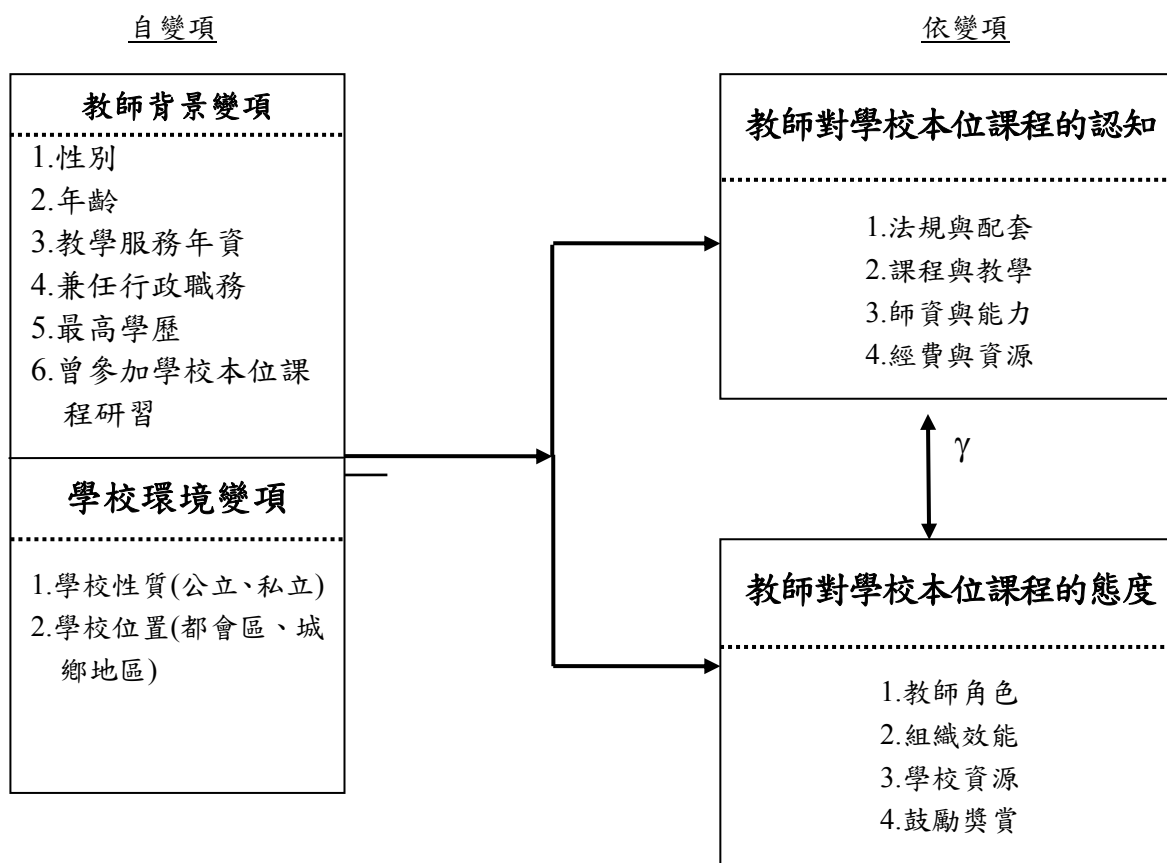 自變項
依變項
教師背景變項
1.性別
2.年齡
3.教學服務年資
4.兼任行政職務
5.最高學歷
6.曾參加學校本位課
程研習
學校環境變項
1.學校性質(公立、私立)
2.學校位置(都會區、城
鄉地區)
教師對學校本位課程的認知
1.法規與配套
2.課程與教學
3.師資與能力
4.經費與資源
γ
教師對學校本位課程的態度
1.教師角色
2.組織效能
3.學校資源
4.鼓勵獎賞